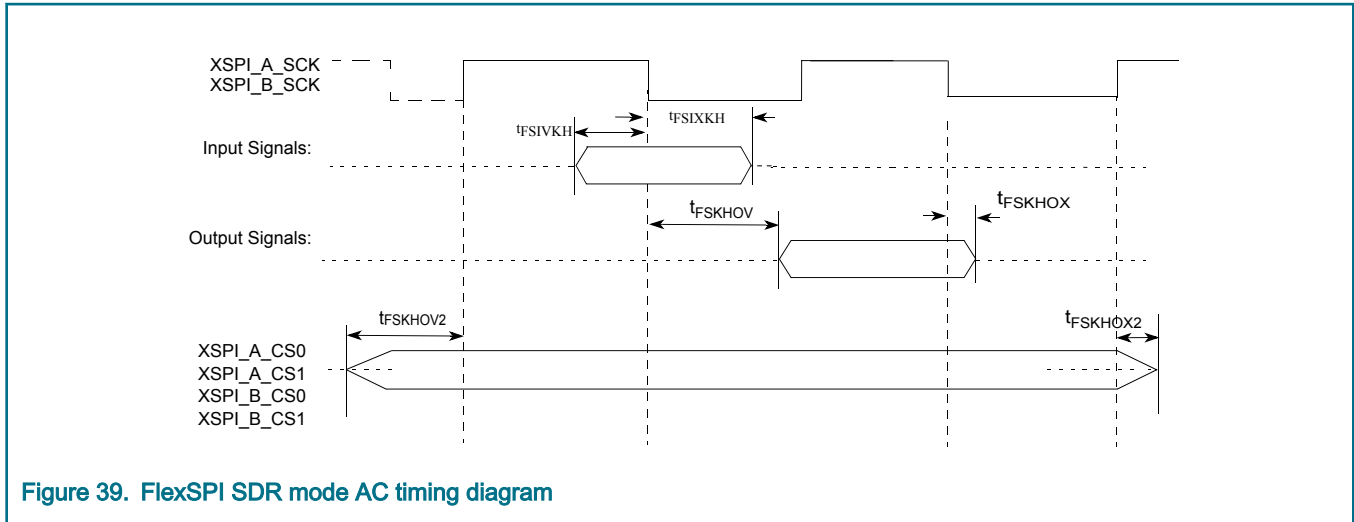 XSPI_A_SCK
XSPI_B_SCK
tFSIVKH
tFSIXKH
Input Signals:
tFSKHOV
tFSKHOX
Output Signals:
tFSKHOV2
tFSKHOX2
XSPI_A_CS0
XSPI_A_CS1
XSPI_B_CS0
XSPI_B_CS1
Figure 39. FlexSPI SDR mode AC timing diagram